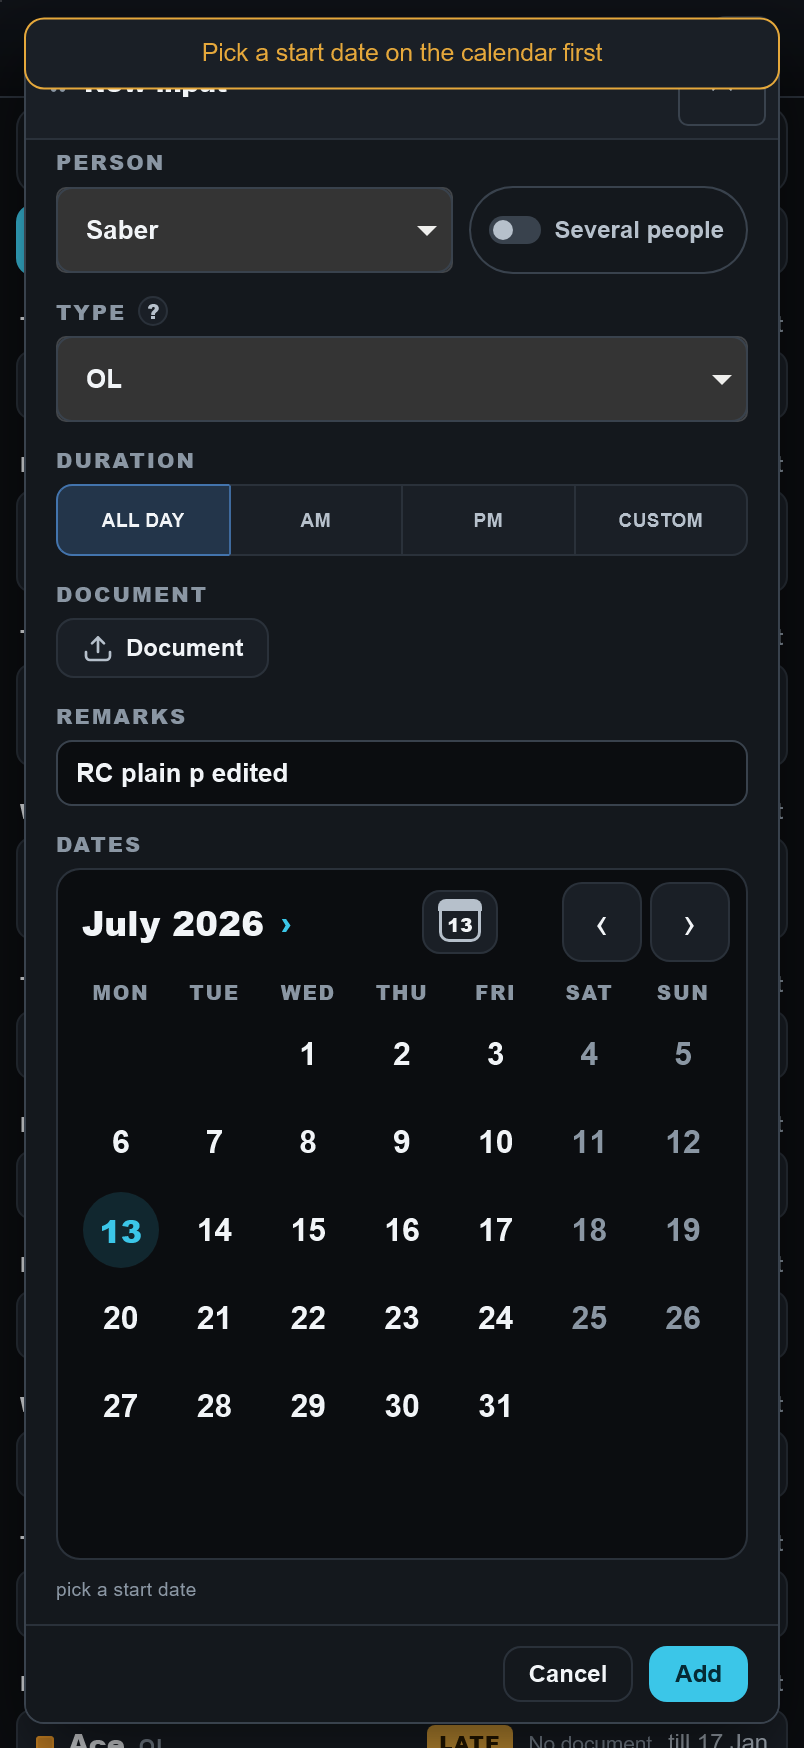 Pick a start date on the calendar first
New input
PERSON
Saber
Several people
TYPE ?
OL
DURATION
ALL DAY AM PM CUSTOM
DOCUMENT
Document
REMARKS
RC plain p edited
DATES
July 2026 ›
13
‹ ›
MON TUE WED THU FRI SAT SUN
1 2 3 4 5
6 7 8 9 10 11 12
13 14 15 16 17 18 19
20 21 22 23 24 25 26
27 28 29 30 31
pick a start date
Cancel Add
Ace OL LATE No document till 17 Jan